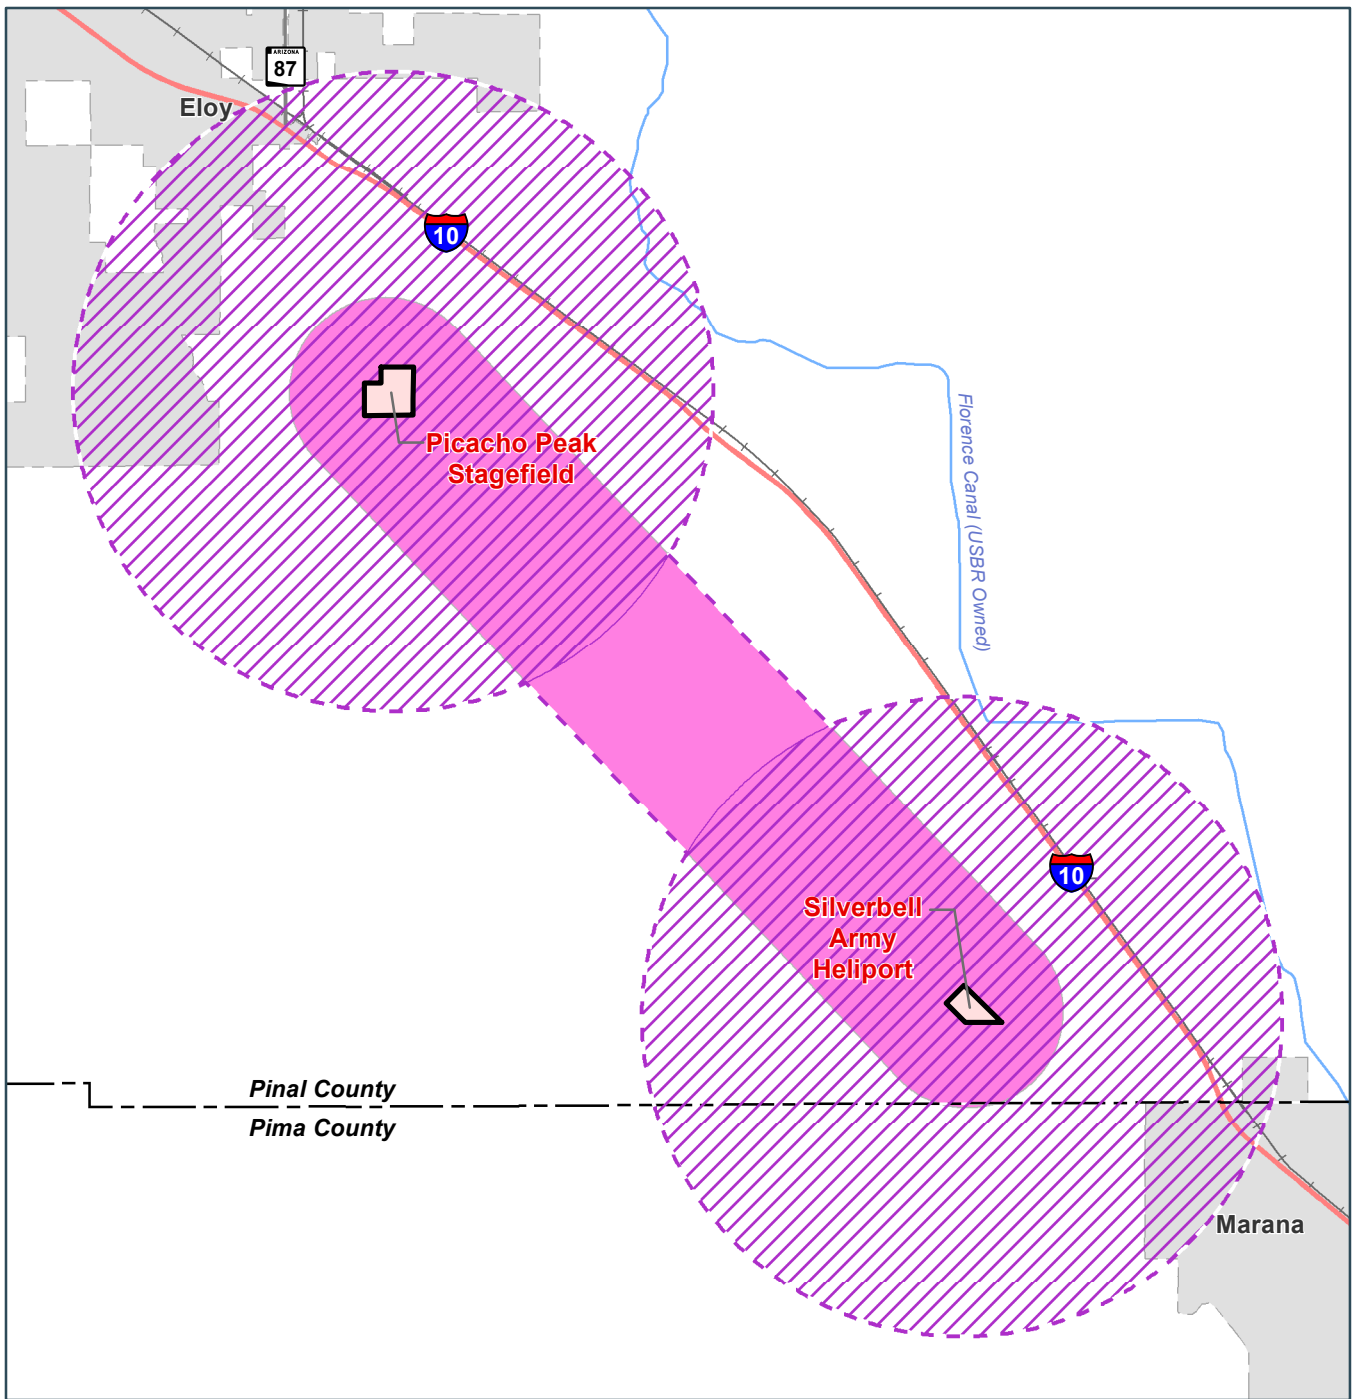 ARIZONA
87
Eloy
10
Picacho Peak
Stagefield
Florence Canal (USBR Owned)
10
Silverbell
Army
Heliport
Pinal County
Pima County
Marana